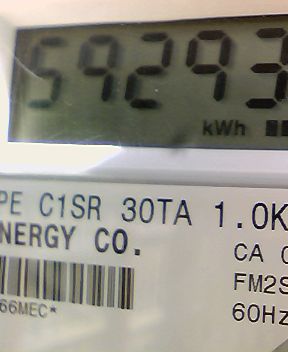 59293
kWh
PE C1SR 30TA 1.0K
NERGY CO.
CA
FM2S
66MEC*
60Hz